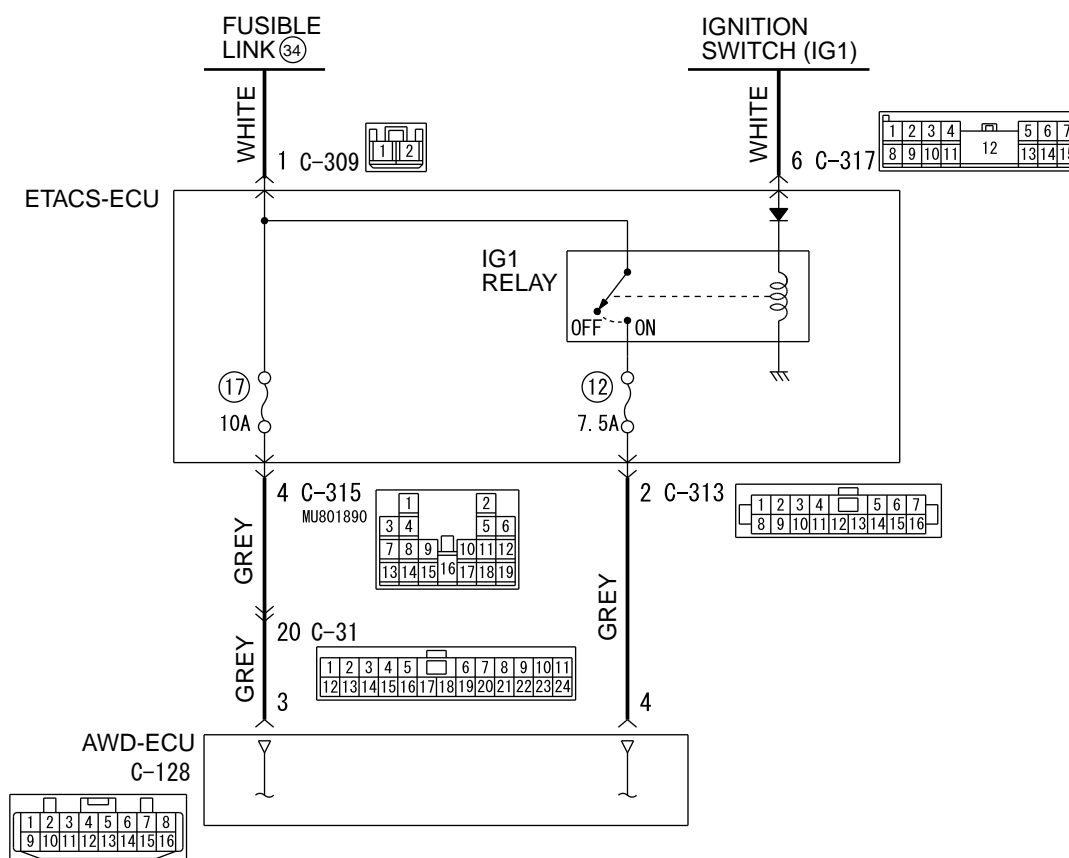 FUSIBLE
LINK 34
IGNITION
SWITCH (IG1)
WHITE
1 C-309
1 2
WHITE
6 C-317
1 2 3 4 5 6 7
8 9 10 11 12 13 14 15
ETACS-ECU
IG1
RELAY
OFF ON
17
10A
12
7.5A
4 C-315
MU801890
1 2
3 4 5 6
7 8 9 10 11 12
13 14 15 16 17 18 19
2 C-313
1 2 3 4 5 6 7
8 9 10 11 12 13 14 15 16
GREY
GREY
20 C-31
1 2 3 4 5 6 7 8 9 10 11
12 13 14 15 16 17 18 19 20 21 22 23 24
GREY
3
4
AWD-ECU
C-128
1 2 3 4 5 6 7 8
9 10 11 12 13 14 15 16